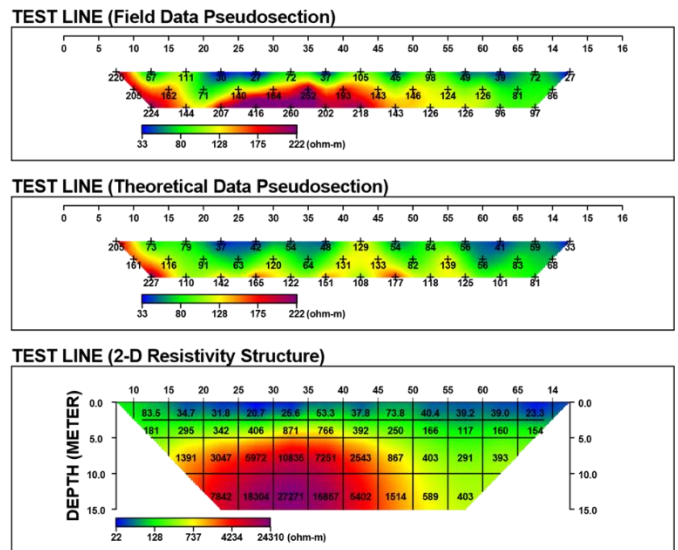 TEST LINE (Field Data Pseudosection)
0 5 10 15 20 25 30 35 40 45 50 55 60 65 15 16
220 57 111 36 27 72 37 105 46 98 49 39 72 27
205 162 71 140 164 252 193 143 146 124 126 81 86
224 144 207 416 260 202 218 143 126 126 96 97
33 80 128 175 222 (ohm-m)
TEST LINE (Theoretical Data Pseudosection)
0 5 10 15 20 25 30 35 40 45 50 55 60 65 15 16
205 73 79 37 42 54 48 129 54 84 56 41 59 33
161 116 91 63 120 64 131 133 82 139 56 83 68
227 110 142 165 122 151 108 177 118 125 101 81
33 80 128 175 222 (ohm-m)
TEST LINE (2-D Resistivity Structure)
10 15 20 25 30 35 40 45 50 55 60 65 14
0.0 83.5 34.7 31.8 20.7 25.6 53.3 37.8 73.8 40.4 39.2 39.0 23.3 0.0
181 295 342 406 871 766 392 250 166 117 160 154
5.0 5.0
1391 3047 5972 10835 7251 2543 867 403 291 393
10.0 10.0
7842 18304 27271 16867 5402 1514 589 403
15.0 15.0
DEPTH (METER)
22 128 737 4234 24310 (ohm-m)